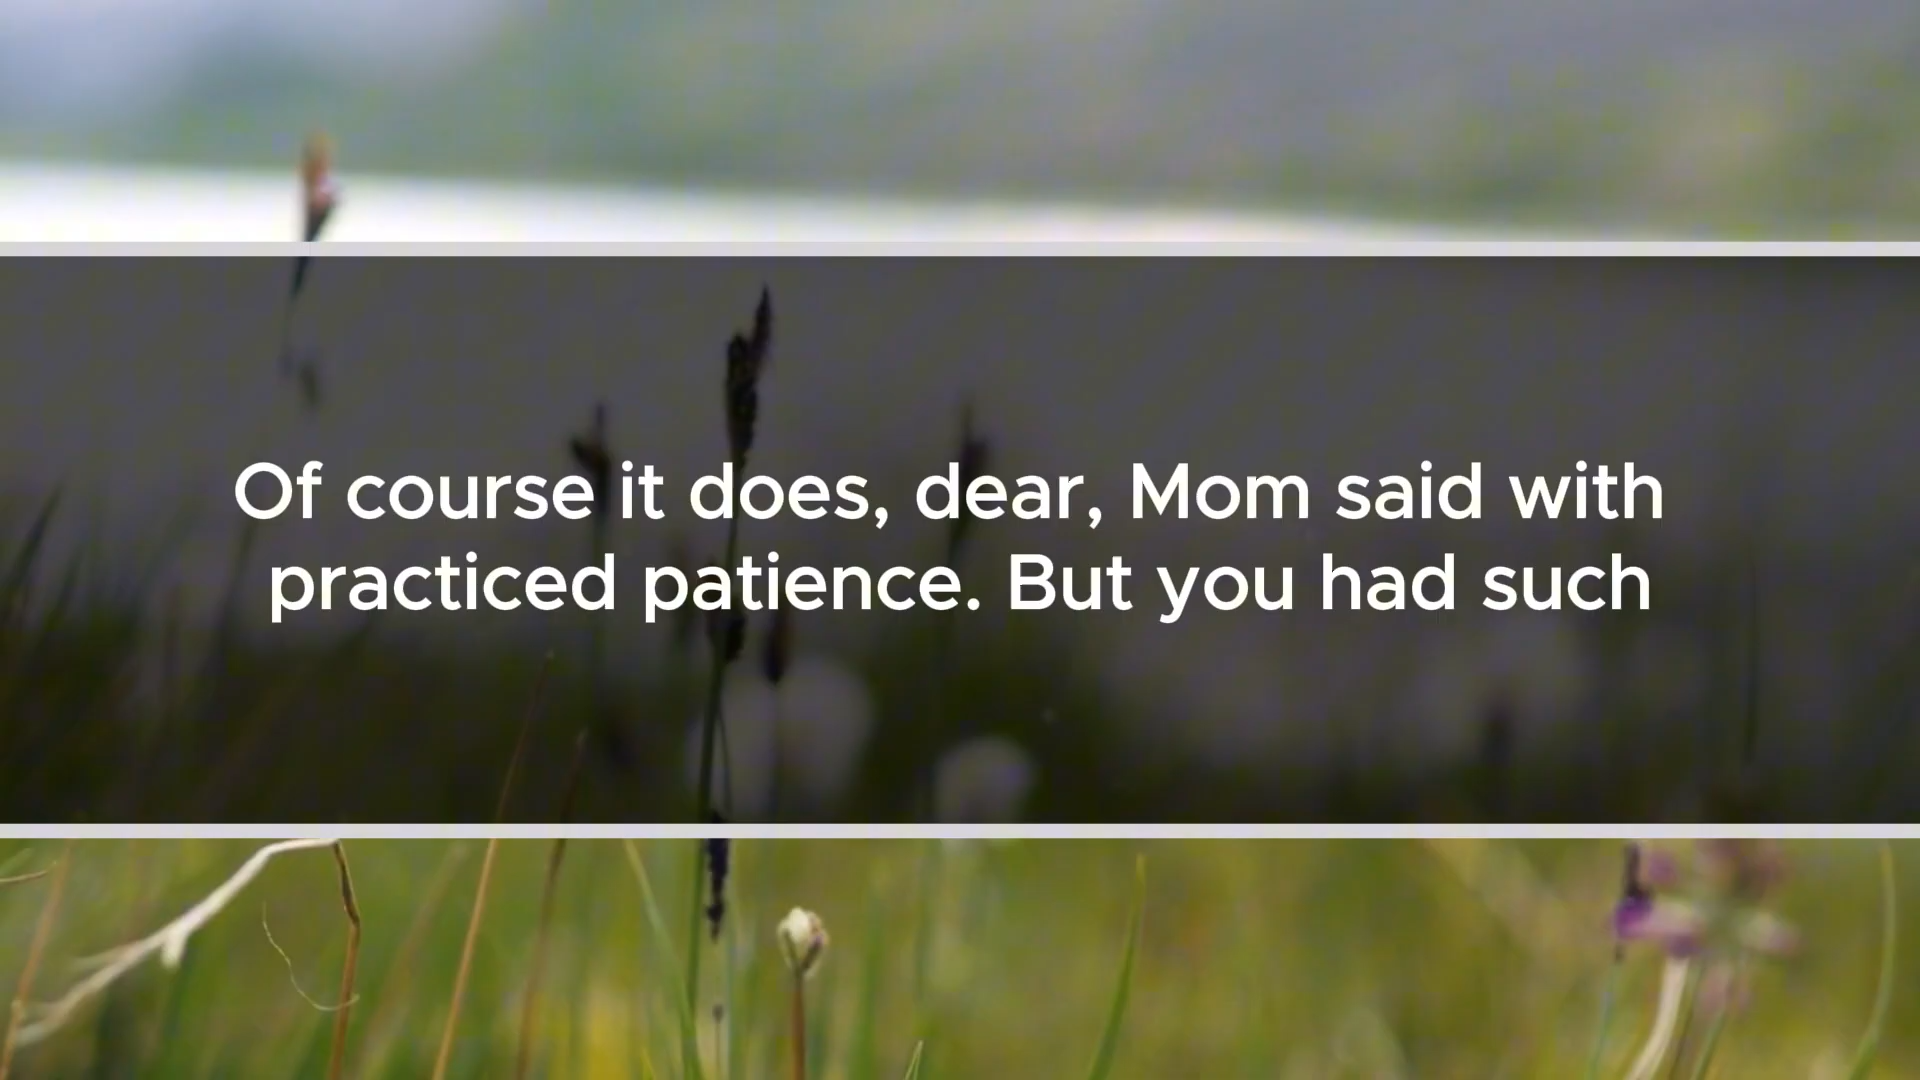 Of course it does, dear, Mom said with
practiced patience. But you had such